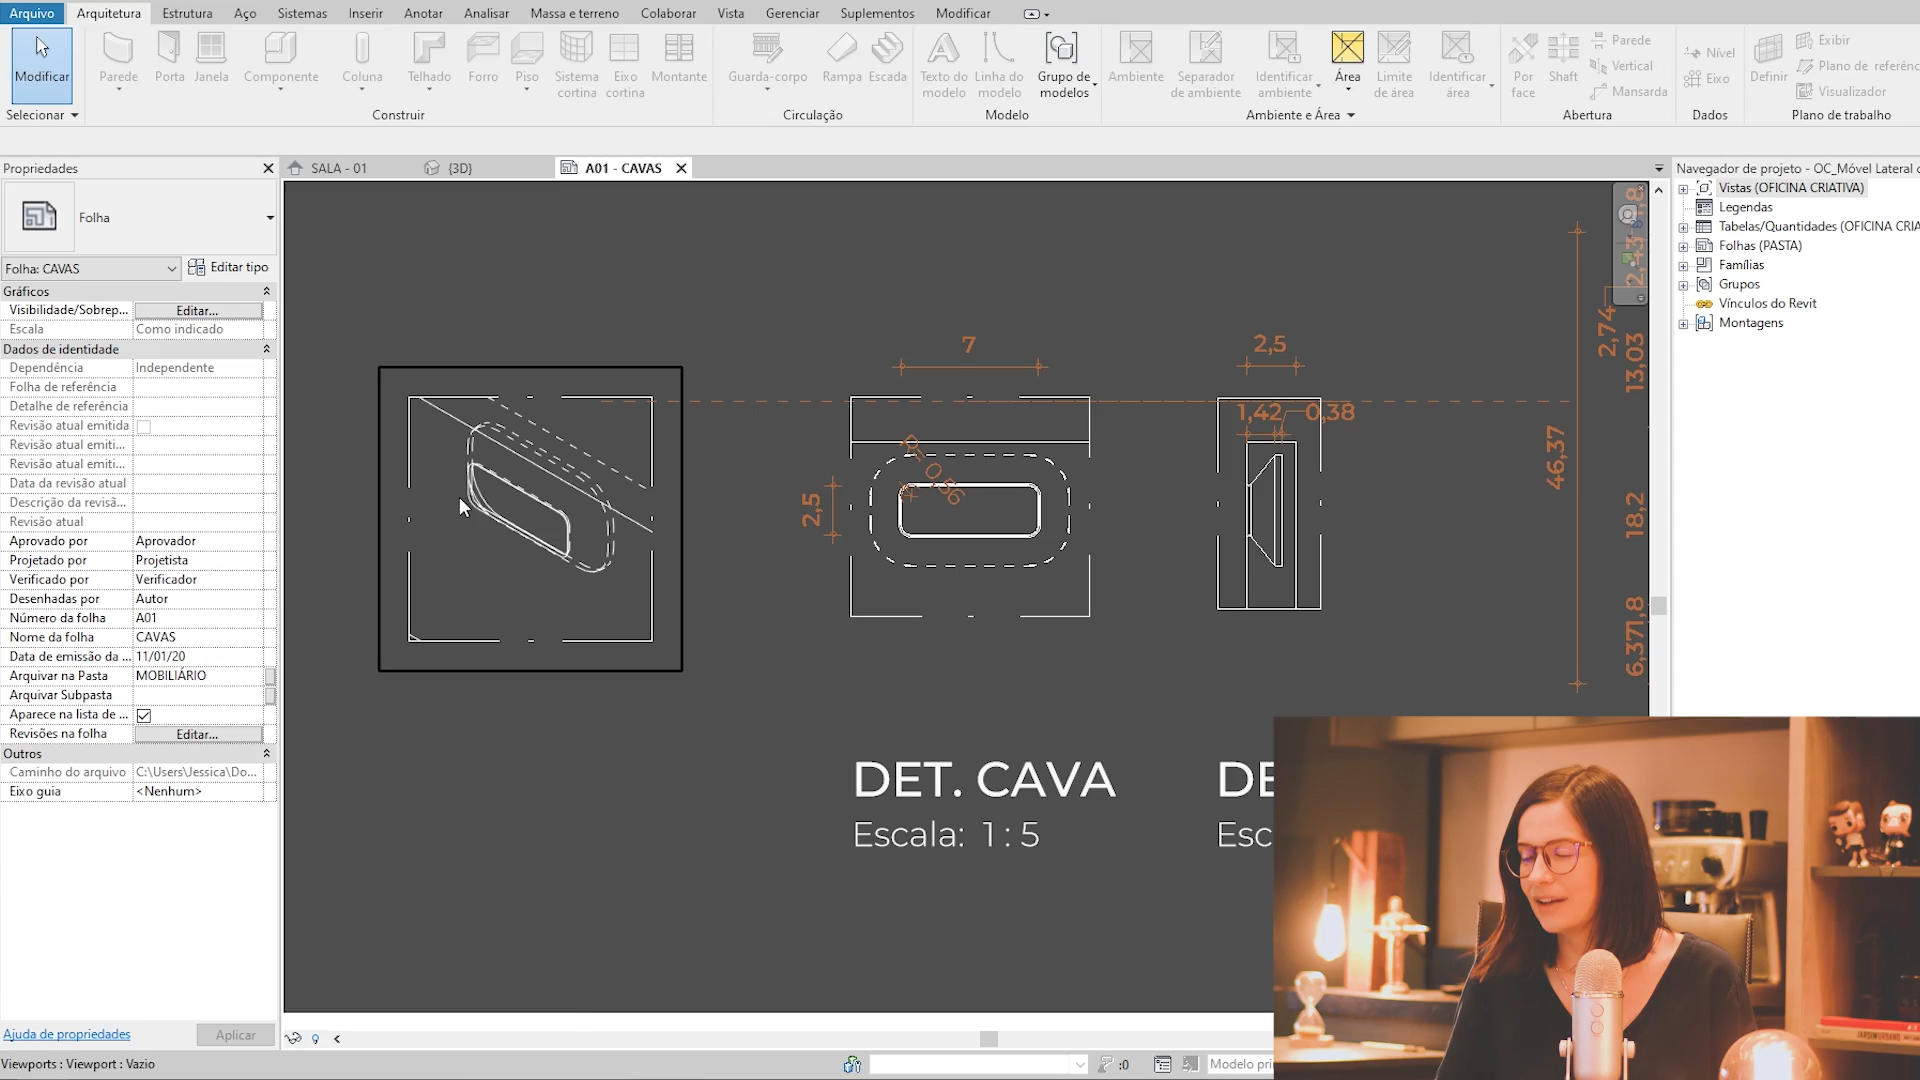 Arquivo
Arquitetura
Estrutura
Aço
Sistemas
Inserir
Anotar
Analisar
Massa e terreno
Colaborar
Vista
Gerenciar
Suplementos
Modificar
Modificar
Parede
Porta
Janela
Componente
Coluna
Telhado
Forro
Piso
Sistema cortina
Eixo cortina
Montante
Guarda-corpo
Rampa
Escada
Texto do modelo
Linha do modelo
Grupo de modelos
Ambiente
Separador de ambiente
Identificar ambiente
Área
Limite de área
Identificar área
Por face
Shaft
Parede
Vertical
Mansarda
Nível
Eixo
Definir
Exibir
Plano de referênc
Visualizador
Selecionar
Construir
Circulação
Modelo
Ambiente e Área
Abertura
Dados
Plano de trabalho
Propriedades
SALA - 01
{3D}
A01 - CAVAS
Navegador de projeto - OC_Móvel Lateral c
Folha
Folha: CAVAS
Editar tipo
Gráficos
Visibilidade/Sobrep... Editar...
Escala Como indicado
Dados de identidade
Dependência Independente
Folha de referência
Detalhe de referência
Revisão atual emitida
Revisão atual emiti...
Revisão atual emiti...
Data da revisão atual
Descrição da revisã...
Revisão atual
Aprovado por Aprovador
Projetado por Projetista
Verificado por Verificador
Desenhadas por Autor
Número da folha A01
Nome da folha CAVAS
Data de emissão da ... 11/01/20
Arquivar na Pasta MOBILIÁRIO
Arquivar Subpasta
Aparece na lista de ...
Revisões na folha Editar...
Outros
Caminho do arquivo C:\Users\Jessica\Do...
Eixo guia <Nenhum>
Ajuda de propriedades
Aplicar
Viewports : Viewport : Vazio
7
2,5
1,42
0,38
R= 0,56
2,5
46,37
2,74
13,03
18,2
6,371,8
DET. CAVA
Escala: 1 : 5
DE
Esc
Vistas (OFICINA CRIATIVA)
Legendas
Tabelas/Quantidades (OFICINA CRIA
Folhas (PASTA)
Famílias
Grupos
Vínculos do Revit
Montagens
:0
Modelo pri